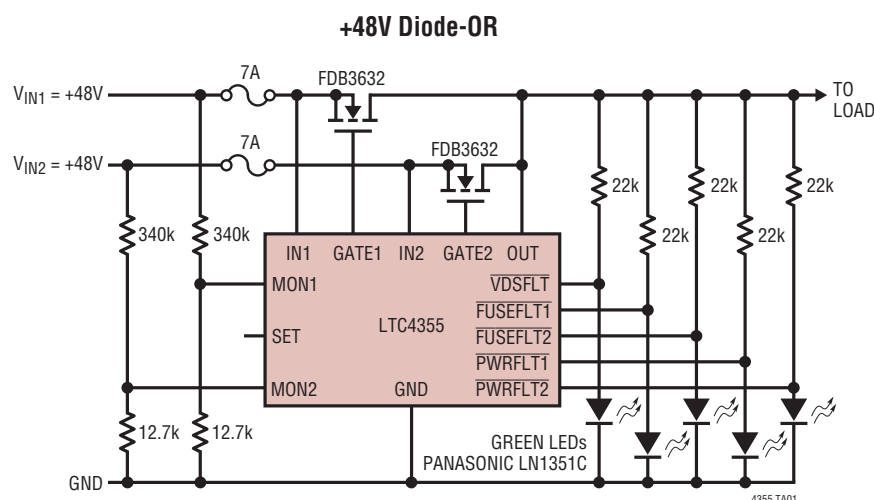 +48V Diode-OR
7A
FDB3632
VIN1 = +48V
TO
LOAD
7A
FDB3632
VIN2 = +48V
22k
22k
22k
340k
340k
22k
22k
IN1
GATE1
IN2
GATE2
OUT
MON1
VDSFLT
FUSEFLT1
LTC4355
SET
FUSEFLT2
PWRFLT1
MON2
GND
PWRFLT2
12.7k
12.7k
GREEN LEDs
PANASONIC LN1351C
GND
4355 TA01